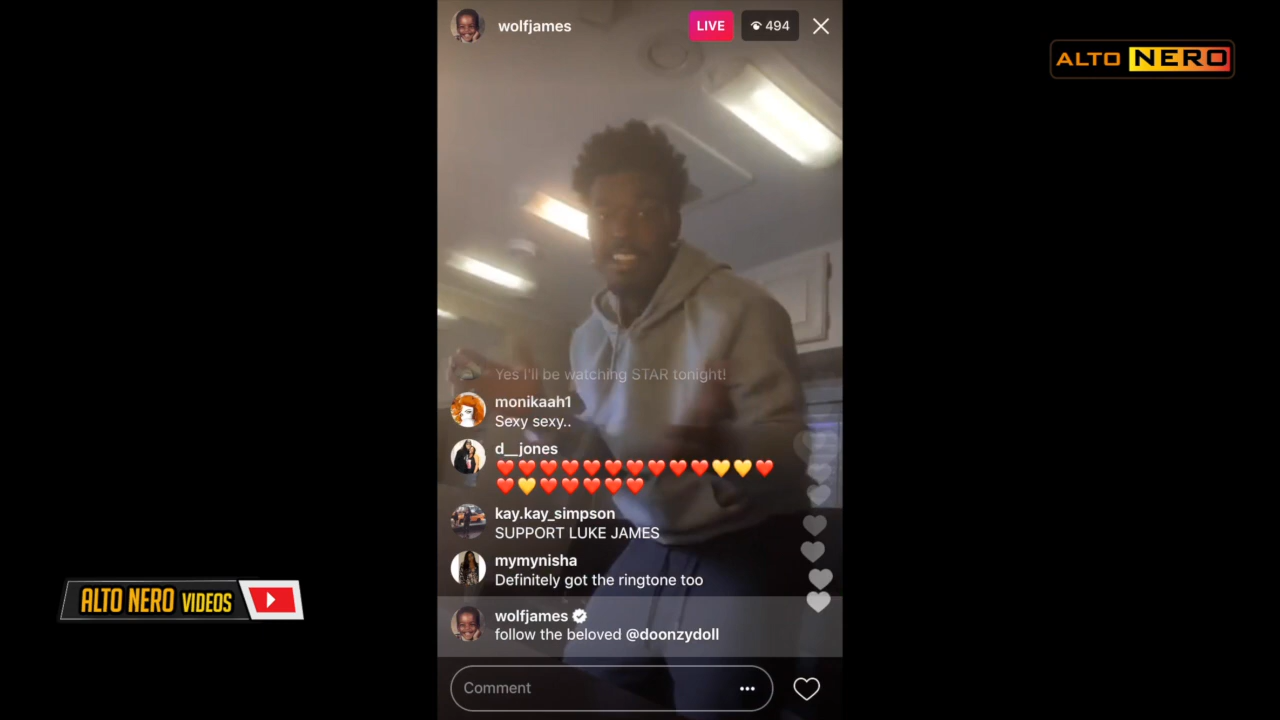 wolfjames
LIVE
494
ALTO NERO
Yes I'll be watching STAR tonight!
monikaah1
Sexy sexy..
d__jones
❤️❤️❤️❤️❤️❤️❤️❤️❤️❤️💛💛❤️
❤️💛❤️❤️❤️❤️❤️
kay.kay_simpson
SUPPORT LUKE JAMES
mymynisha
Definitely got the ringtone too
wolfjames
follow the beloved @doonzydoll
Comment
ALTO NERO VIDEOS